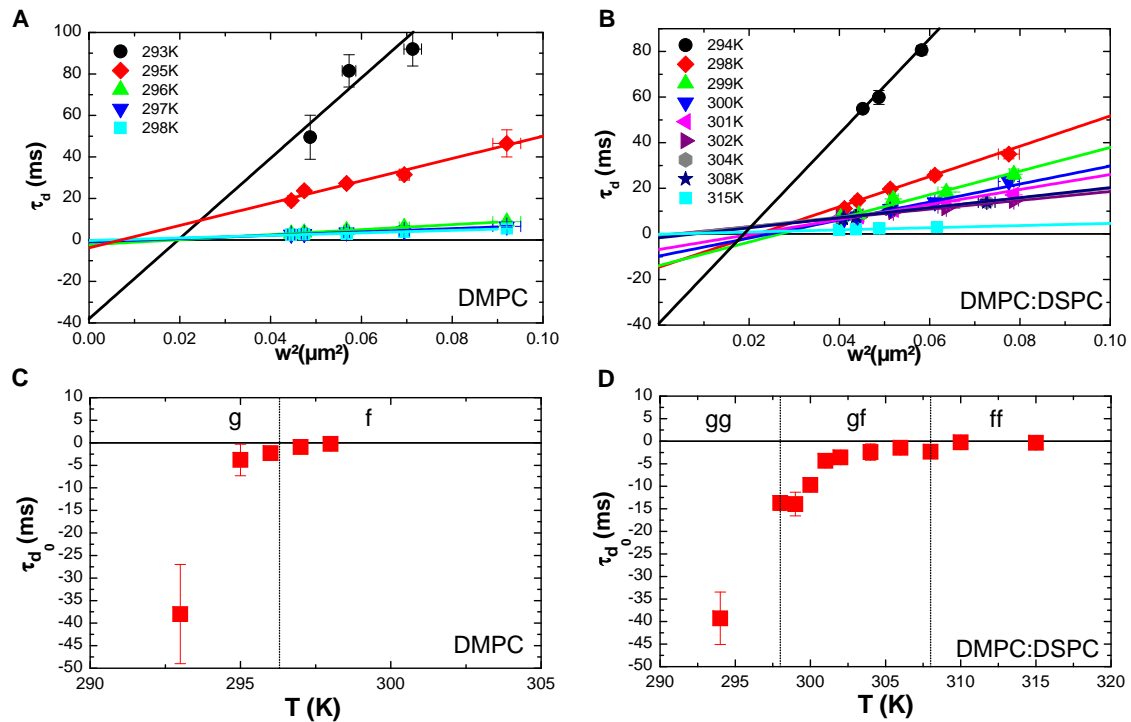 A
100
80
60
40
20
0
-20
-40
τd (ms)
293K
295K
296K
297K
298K
DMPC
0.00 0.02 0.04 0.06 0.08 0.10
w²(µm²)
B
100
80
60
40
20
0
-20
-40
τd (ms)
294K
298K
299K
300K
301K
302K
304K
308K
315K
DMPC:DSPC
0.00 0.02 0.04 0.06 0.08 0.10
w²(µm²)
C
10
5
0
-5
-10
-15
-20
-25
-30
-35
-40
-45
-50
τd0 (ms)
g f
DMPC
290 295 300 305
T (K)
D
10
5
0
-5
-10
-15
-20
-25
-30
-35
-40
-45
-50
τd0 (ms)
gg gf ff
DMPC:DSPC
290 295 300 305 310 315 320
T (K)